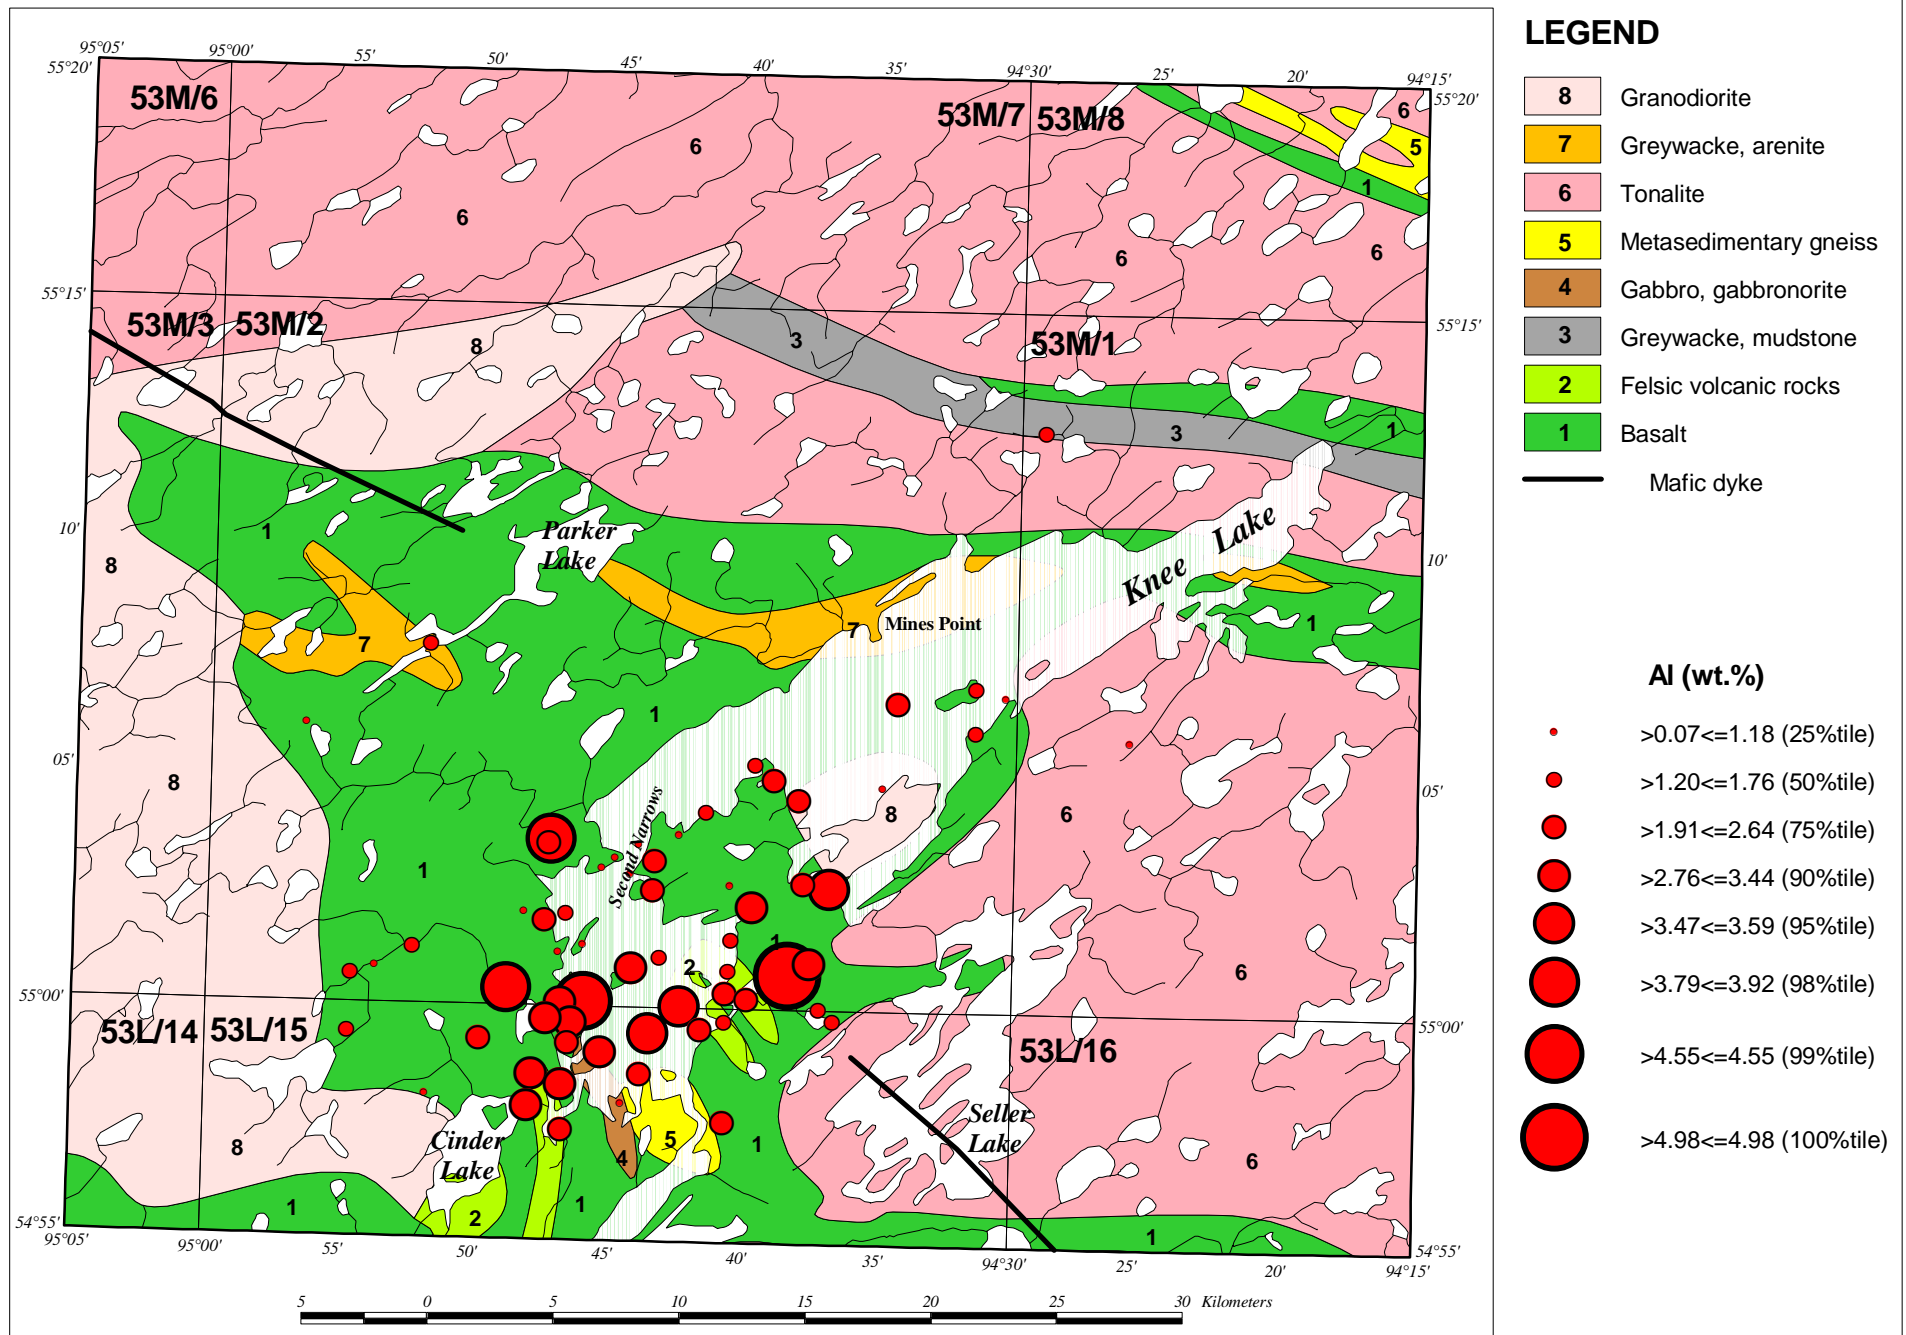 95°05' 95°00' 55' 50' 45' 40' 35' 94°30' 25' 20' 94°15'
55°20' 55°20'
53M/6 53M/7 53M/8
6 6 6 5 1
6 6 6
55°15' 55°15'
53M/3 53M/2 53M/1
8 3
3 1
10' 10'
1 Parker
Lake
Knee Lake
8
7 7 Mines Point 1
1
05' 05'
8 8 6
Second Narrows
1
1
2 6
55°00' 55°00'
53L/14 53L/15 53L/16
Cinder
Lake
Seller
Lake
8 5 1
4 6
1 2 1 1
54°55' 54°55'
95°05' 95°00' 55' 50' 45' 40' 35' 94°30' 25' 20' 94°15'
5 0 5 10 15 20 25 30 Kilometers
LEGEND
8 Granodiorite
7 Greywacke, arenite
6 Tonalite
5 Metasedimentary gneiss
4 Gabbro, gabbronorite
3 Greywacke, mudstone
2 Felsic volcanic rocks
1 Basalt
Mafic dyke
Al (wt.%)
>0.07<=1.18 (25%tile)
>1.20<=1.76 (50%tile)
>1.91<=2.64 (75%tile)
>2.76<=3.44 (90%tile)
>3.47<=3.59 (95%tile)
>3.79<=3.92 (98%tile)
>4.55<=4.55 (99%tile)
>4.98<=4.98 (100%tile)